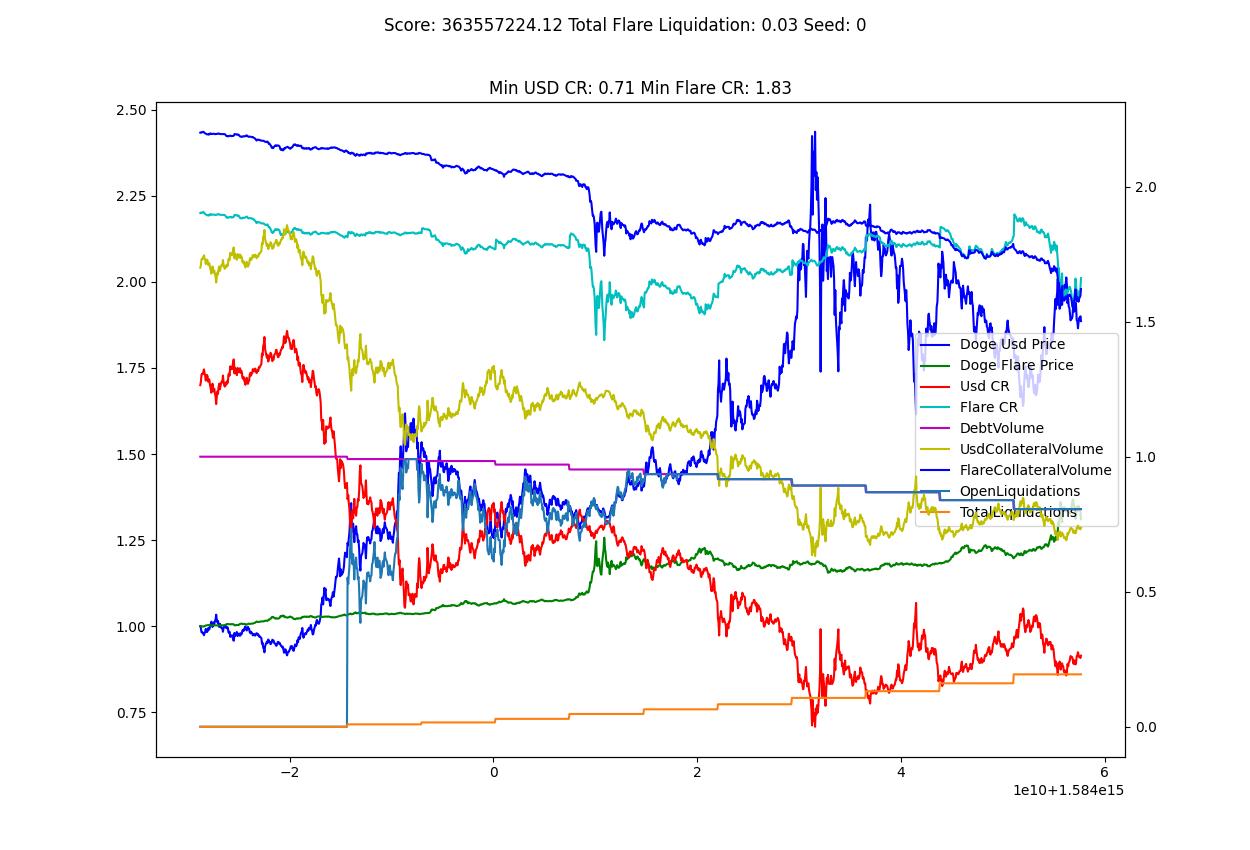 Score: 363557224.12 Total Flare Liquidation: 0.03 Seed: 0
Min USD CR: 0.71 Min Flare CR: 1.83
2.50
2.25
2.00
1.75
1.50
1.25
1.00
0.75
2.0
1.5
1.0
0.5
0.0
Doge Usd Price
Doge Flare Price
Usd CR
Flare CR
DebtVolume
UsdCollateralVolume
FlareCollateralVolume
OpenLiquidations
TotalLiquidations
−2
0
2
4
6
1e10+1.584e15